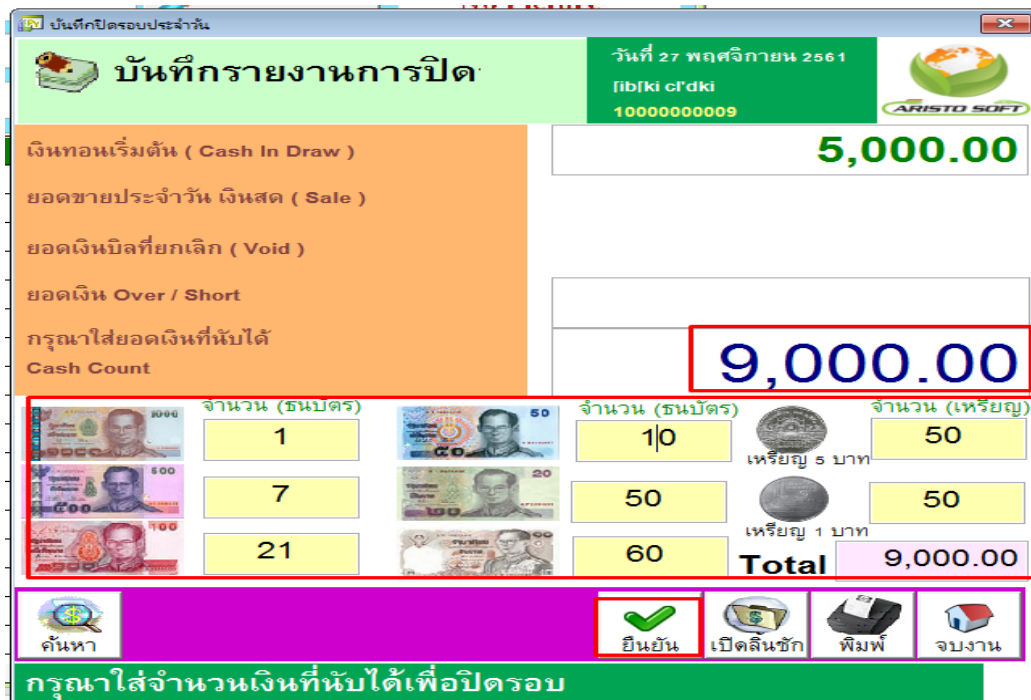 บันทึกปิดรอบประจำวัน
บันทึกรายงานการปิด
วันที่ 27 พฤศจิกายน 2561
10000000009
ARISTO SOFT
เงินทอนเริ่มต้น ( Cash In Draw )
5,000.00
ยอดขายประจำวัน เงินสด ( Sale )
ยอดเงินบิลที่ยกเลิก ( Void )
ยอดเงิน Over / Short
กรุณาใส่ยอดเงินที่นับได้
Cash Count
9,000.00
จำนวน (ธนบัตร)
จำนวน (ธนบัตร)
จำนวน (เหรียญ)
1000
1
50
10
50
เหรียญ 5 บาท
500
7
20
50
50
เหรียญ 1 บาท
100
21
60
Total
9,000.00
ค้นหา
ยืนยัน
เปิดลิ้นชัก
พิมพ์
จบงาน
กรุณาใส่จำนวนเงินที่นับได้เพื่อปิดรอบ